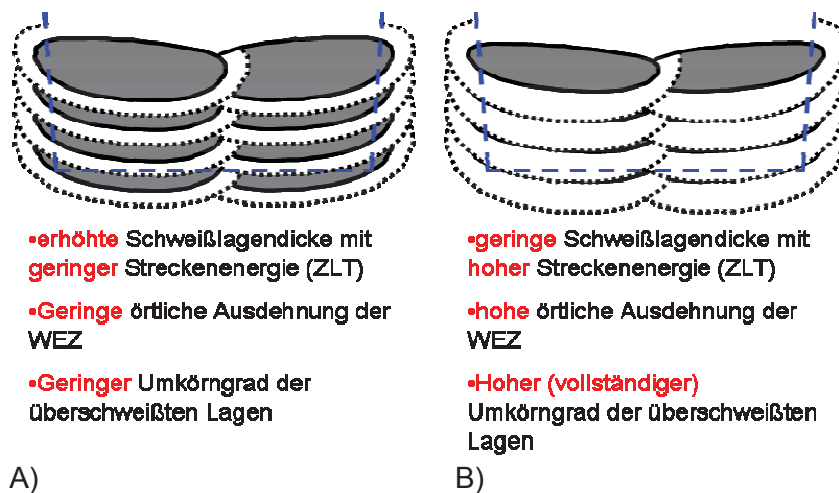 •erhöhte Schweißlagendicke mit
geringer Streckenenergie (ZLT)
•Geringe örtliche Ausdehnung der
WEZ
•Geringer Umkörngrad der
überschweißten Lagen
A)
•geringe Schweißlagendicke mit
hoher Streckenenergie (ZLT)
•hohe örtliche Ausdehnung der
WEZ
•Hoher (vollständiger)
Umkörngrad der überschweißten
Lagen
B)